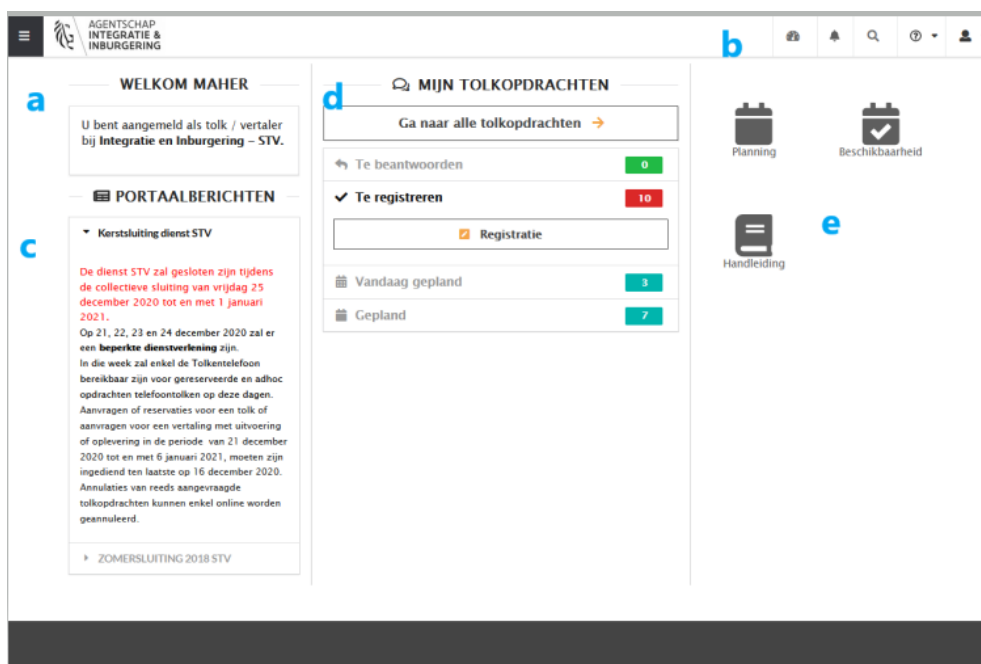 AGENTSCHAP
INTEGRATIE &
INBURGERING
b
a
WELKOM MAHER
U bent aangemeld als tolk / vertaler
bij Integratie en Inburgering – STV.
PORTAALBERICHTEN
c
Kerstsluiting dienst STV
De dienst STV zal gesloten zijn tijdens
de collectieve sluiting van vrijdag 25
december 2020 tot en met 1 januari
2021.
Op 21, 22, 23 en 24 december 2020 zal er
een beperkte dienstverlening zijn.
In die week zal enkel de Tolkentelefoon
bereikbaar zijn voor gereserveerde en adhoc
opdrachten telefoontolken op deze dagen.
Aanvragen of reservaties voor een tolk of
aanvragen voor een vertaling met uitvoering
of oplevering in de periode van 21 december
2020 tot en met 6 januari 2021, moeten zijn
ingediend ten laatste op 16 december 2020.
Annulaties van reeds aangevraagde
tolkopdrachten kunnen enkel online worden
geannuleerd.
ZOMERSLUITING 2018 STV
d
MIJN TOLKOPDRACHTEN
Ga naar alle tolkopdrachten →
Te beantwoorden 0
Te registreren 10
Registratie
Vandaag gepland 3
Gepland 7
Planning
Beschikbaarheid
Handleiding
e